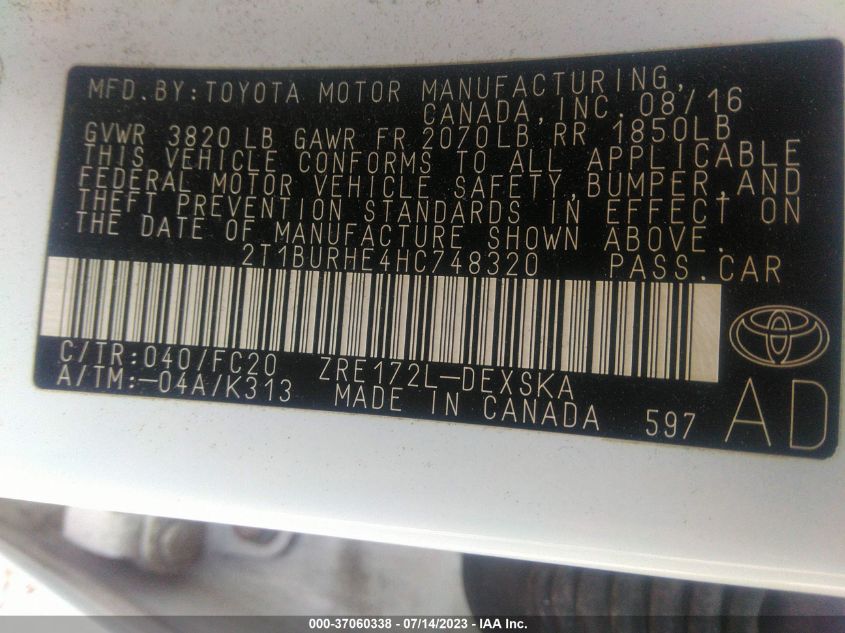 MFD.BY:TOYOTA MOTOR MANUFACTURING,
CANADA,INC.08/16
GVWR 3820 LB GAWR FR 2070LB RR 1850LB
THIS VEHICLE CONFORMS TO ALL APPLICABLE
FEDERAL MOTOR VEHICLE SAFETY,BUMPER,AND
THEFT PREVENTION STANDARDS IN EFFECT ON
THE DATE OF MANUFACTURE SHOWN ABOVE.
2T1BURHE4HC748320 PASS.CAR
C/TR:040/FC20 ZRE172L-DEXSKA
A/TM:-04A/K313 MADE IN CANADA 597 AD
000-37060338 - 07/14/2023 - IAA Inc.